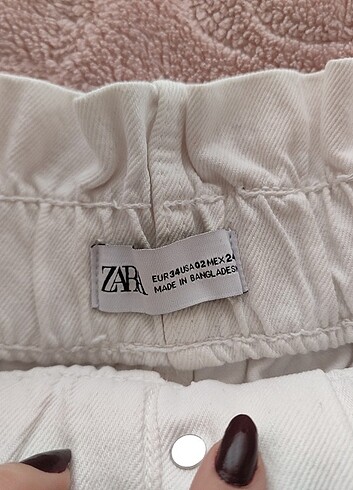 ZARA
EUR 34 USA 02 MEX 24
MADE IN BANGLADESH